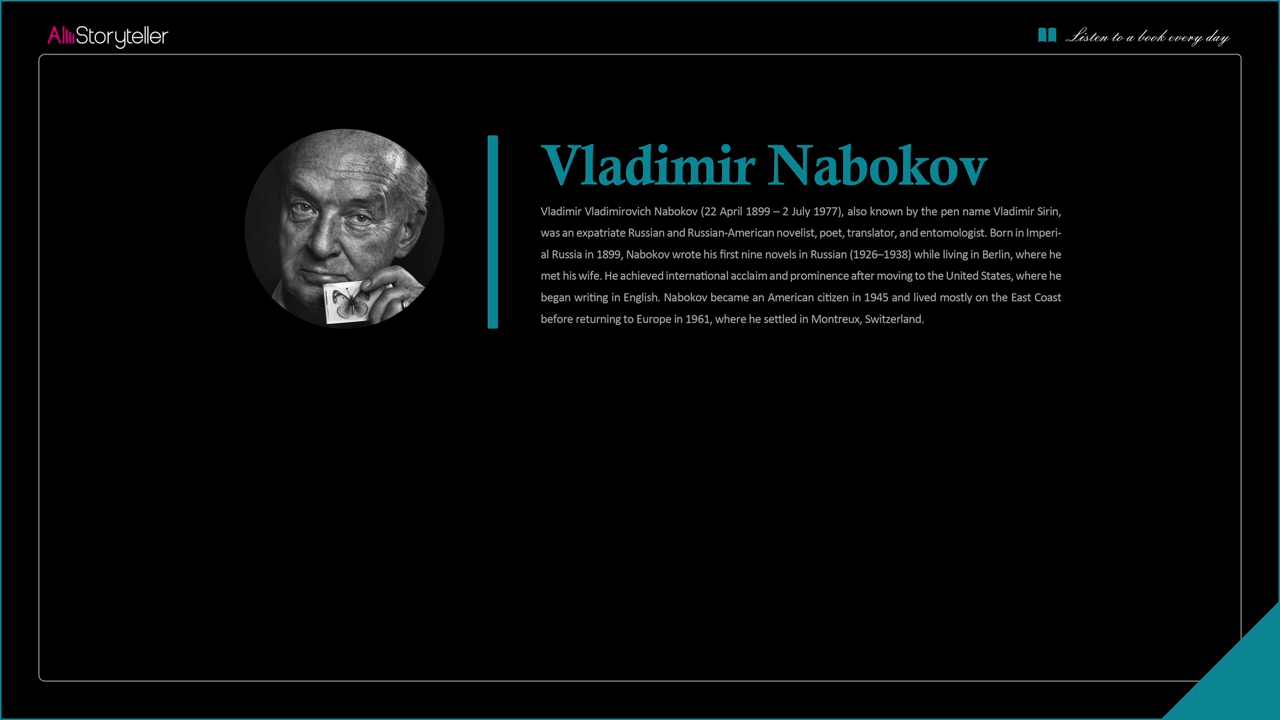 AIStoryteller
Listen to a book every day
Vladimir Nabokov
Vladimir Vladimirovich Nabokov (22 April 1899 – 2 July 1977), also known by the pen name Vladimir Sirin,
was an expatriate Russian and Russian-American novelist, poet, translator, and entomologist. Born in Imperi-
al Russia in 1899, Nabokov wrote his first nine novels in Russian (1926–1938) while living in Berlin, where he
met his wife. He achieved international acclaim and prominence after moving to the United States, where he
began writing in English. Nabokov became an American citizen in 1945 and lived mostly on the East Coast
before returning to Europe in 1961, where he settled in Montreux, Switzerland.